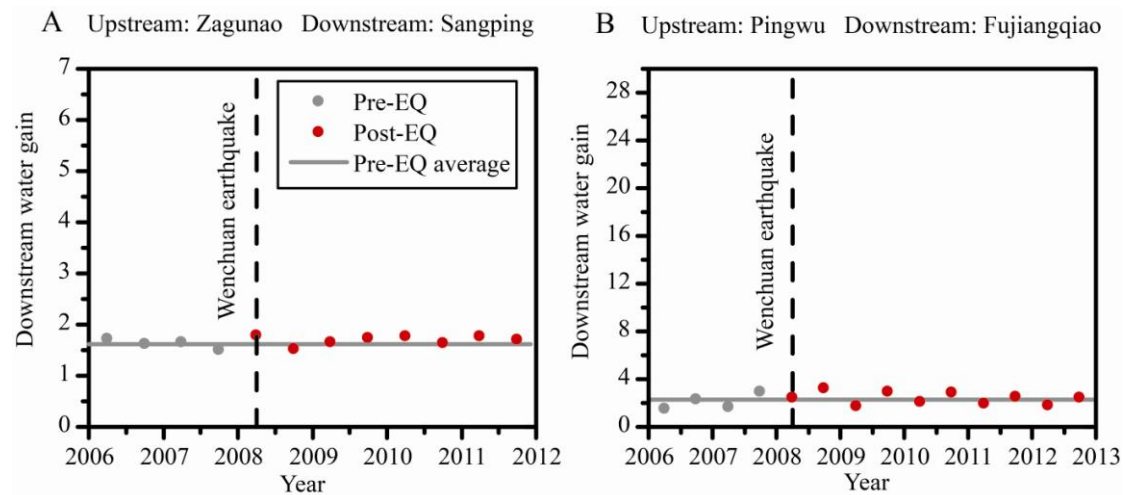 A Upstream: Zagunao Downstream: Sangping
7
6
5
4
3
2
1
0
Downstream water gain
Wenchuan earthquake
Pre-EQ
Post-EQ
Pre-EQ average
2006 2007 2008 2009 2010 2011 2012
Year
B Upstream: Pingwu Downstream: Fujiangqiao
28
24
20
16
12
8
4
0
Downstream water gain
Wenchuan earthquake
2006 2007 2008 2009 2010 2011 2012 2013
Year